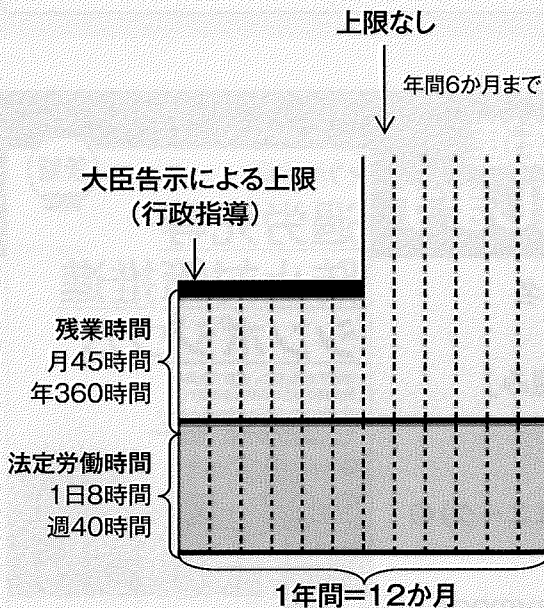 上限なし
年間6か月まで
大臣告示による上限
（行政指導）
残業時間
月45時間
年360時間
法定労働時間
1日8時間
週40時間
1年間＝12か月